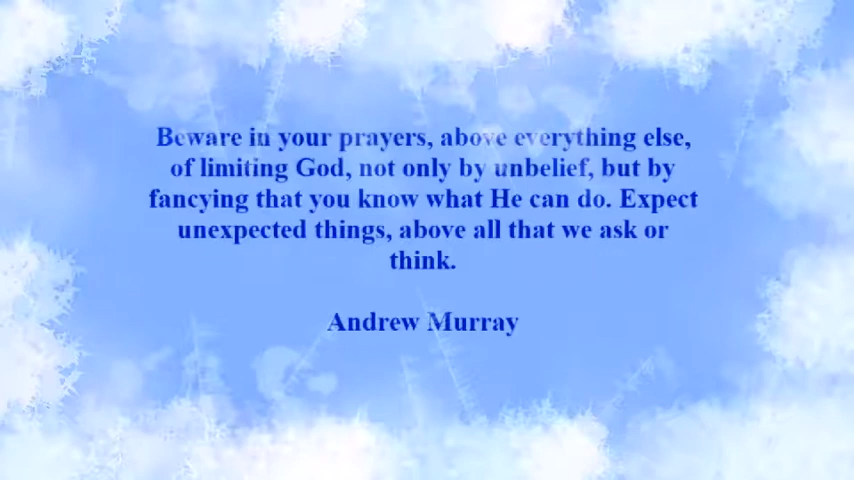 Beware in your prayers, above everything else,
of limiting God, not only by unbelief, but by
fancying that you know what He can do. Expect
unexpected things, above all that we ask or
think.
Andrew Murray